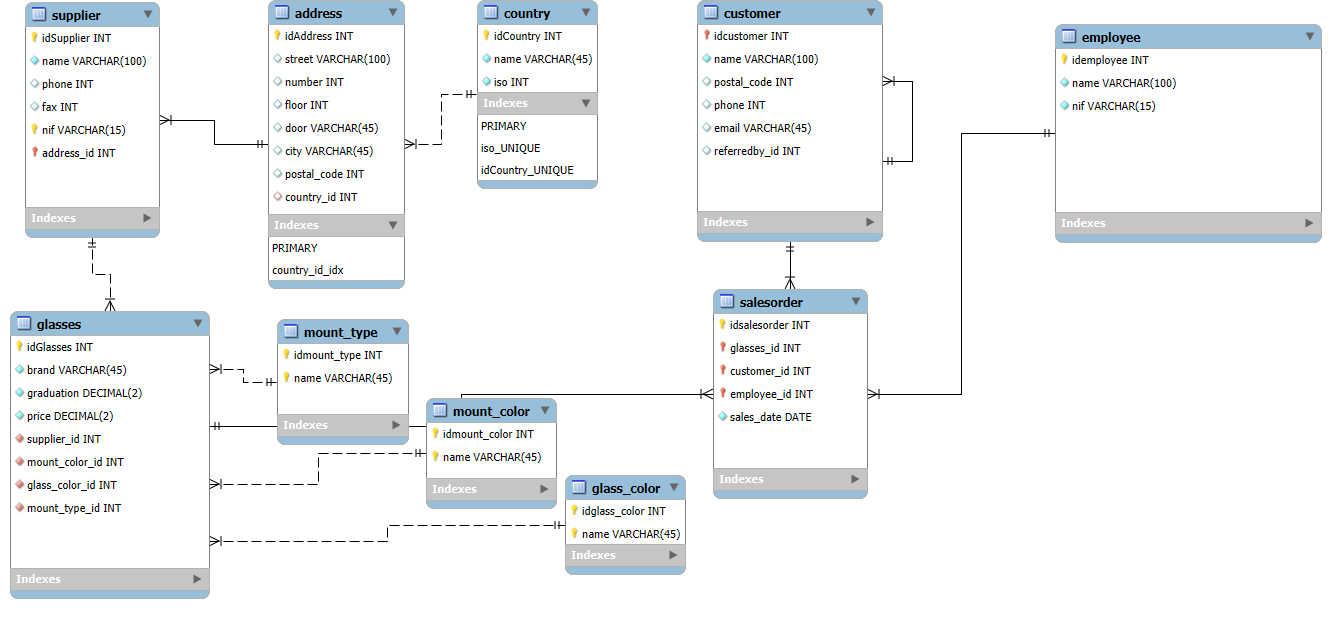 supplier
idSupplier INT
name VARCHAR(100)
phone INT
fax INT
nif VARCHAR(15)
address_id INT
Indexes
address
idAddress INT
street VARCHAR(100)
number INT
floor INT
door VARCHAR(45)
city VARCHAR(45)
postal_code INT
country_id INT
Indexes
PRIMARY
country_id_idx
country
idCountry INT
name VARCHAR(45)
iso INT
Indexes
PRIMARY
iso_UNIQUE
idCountry_UNIQUE
customer
idcustomer INT
name VARCHAR(100)
postal_code INT
phone INT
email VARCHAR(45)
referredby_id INT
Indexes
employee
idemployee INT
name VARCHAR(100)
nif VARCHAR(15)
Indexes
glasses
idGlasses INT
brand VARCHAR(45)
graduation DECIMAL(2)
price DECIMAL(2)
supplier_id INT
mount_color_id INT
glass_color_id INT
mount_type_id INT
Indexes
mount_type
idmount_type INT
name VARCHAR(45)
Indexes
mount_color
idmount_color INT
name VARCHAR(45)
Indexes
glass_color
idglass_color INT
name VARCHAR(45)
Indexes
salesorder
idsalesorder INT
glasses_id INT
customer_id INT
employee_id INT
sales_date DATE
Indexes